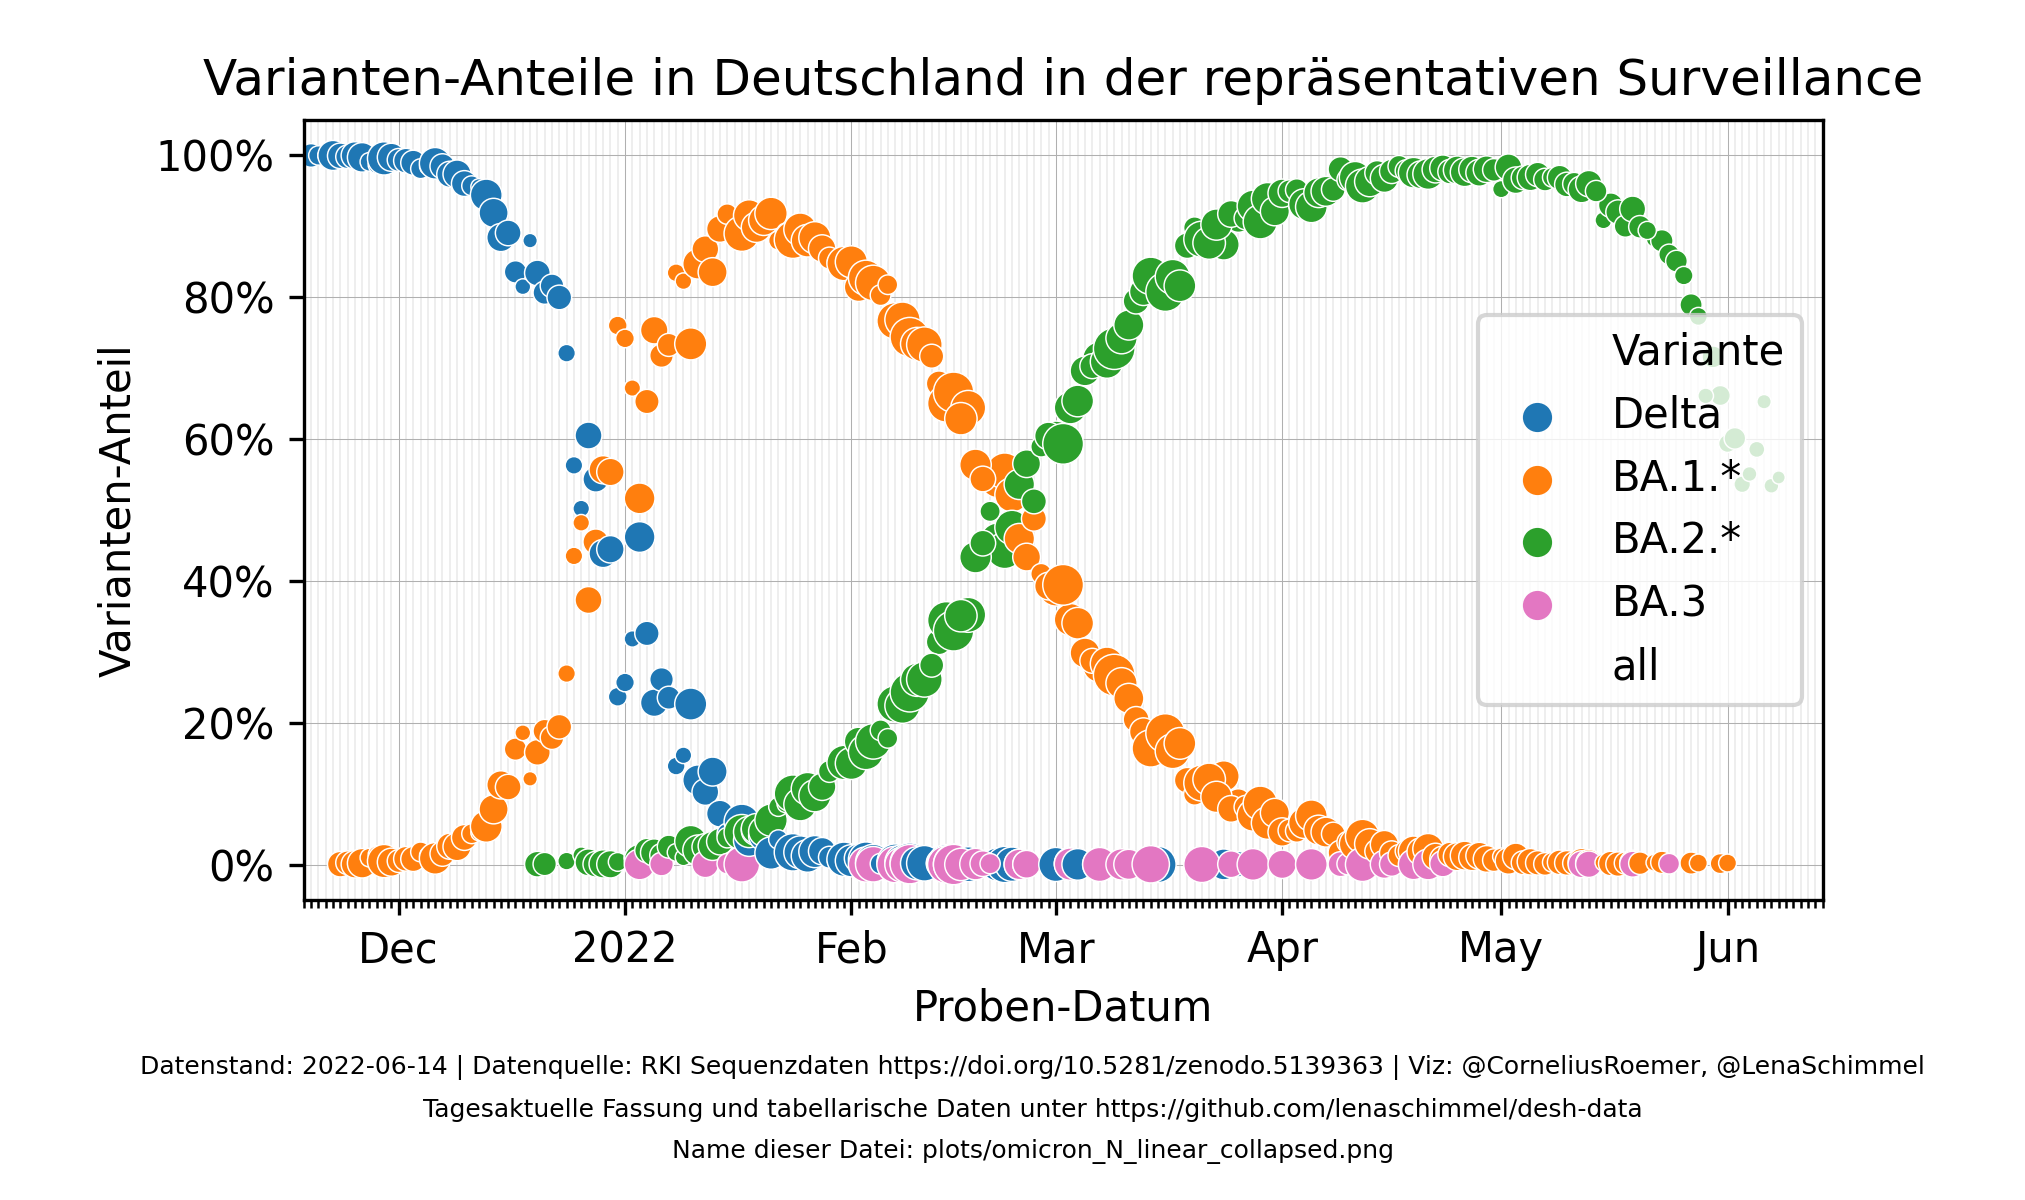 Varianten-Anteile in Deutschland in der repräsentativen Surveillance
Varianten-Anteil
100%
80%
60%
40%
20%
0%
Variante
Delta
BA.1.*
BA.2.*
BA.3
all
Dec
2022
Feb
Mar
Apr
May
Jun
Proben-Datum
Datenstand: 2022-06-14 | Datenquelle: RKI Sequenzdaten https://doi.org/10.5281/zenodo.5139363 | Viz: @CorneliusRoemer, @LenaSchimmel
Tagesaktuelle Fassung und tabellarische Daten unter https://github.com/lenaschimmel/desh-data
Name dieser Datei: plots/omicron_N_linear_collapsed.png